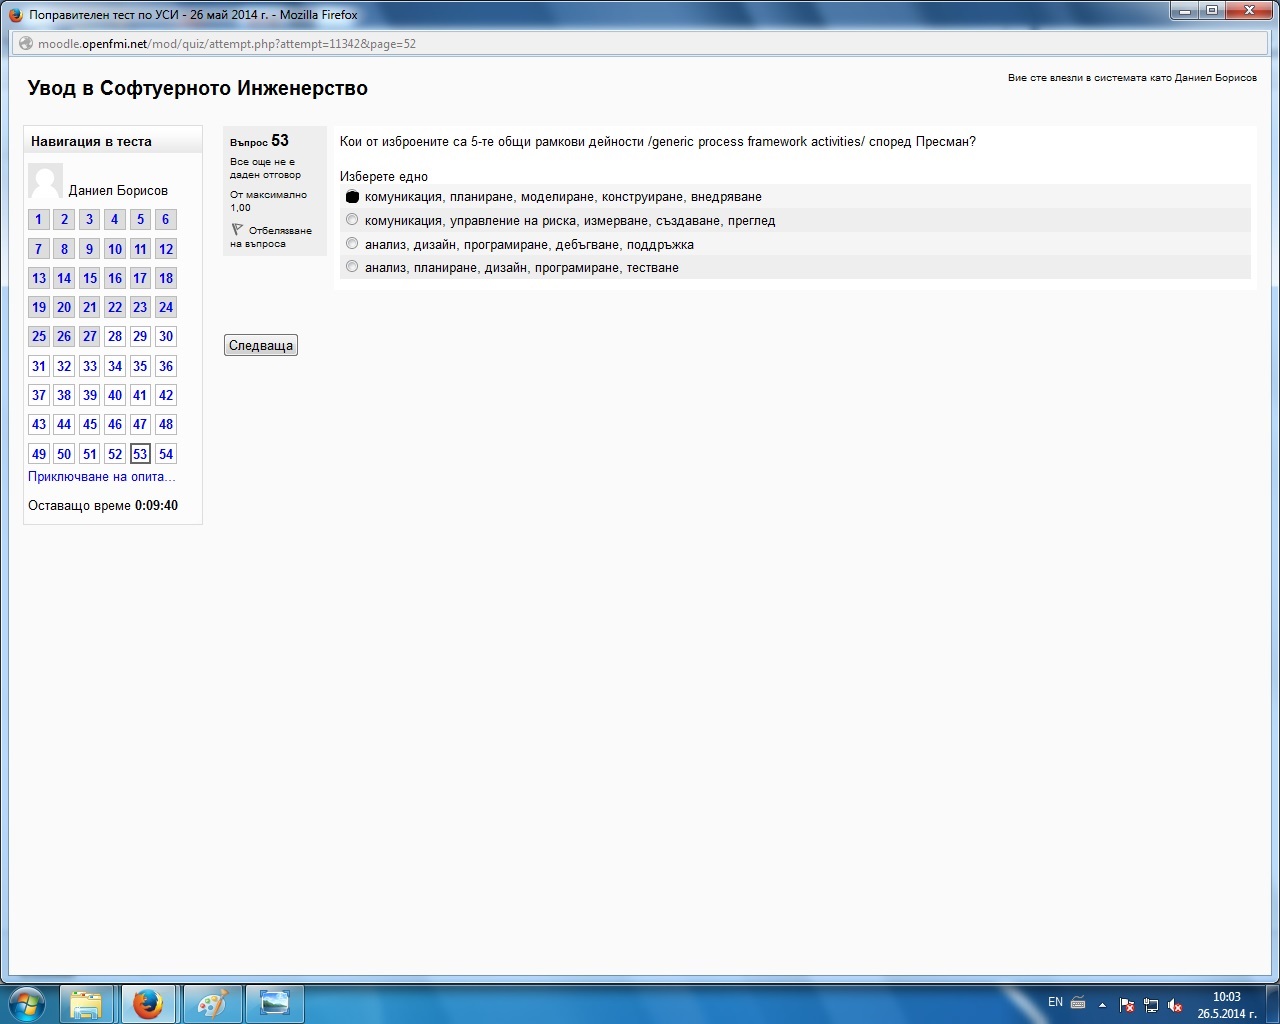 Поправителен тест по УСИ - 26 май 2014 г. - Mozilla Firefox
moodle.openfmi.net/mod/quiz/attempt.php?attempt=11342&page=52
Увод в Софтуерното Инженерство
Вие сте влезли в системата като Даниел Борисов
Навигация в теста
Даниел Борисов
1 2 3 4 5 6
7 8 9 10 11 12
13 14 15 16 17 18
19 20 21 22 23 24
25 26 27 28 29 30
31 32 33 34 35 36
37 38 39 40 41 42
43 44 45 46 47 48
49 50 51 52 53 54
Приключване на опита...
Оставащо време 0:09:40
Въпрос 53
Все още не е
даден отговор
От максимално
1,00
Отбелязване
на въпроса
Кои от изброените са 5-те общи рамкови дейности /generic process framework activities/ според Пресман?
Изберете едно
комуникация, планиране, моделиране, конструиране, внедряване
комуникация, управление на риска, измерване, създаване, преглед
анализ, дизайн, програмиране, дебъгване, поддръжка
анализ, планиране, дизайн, програмиране, тестване
Следваща
EN
10:03
26.5.2014 г.